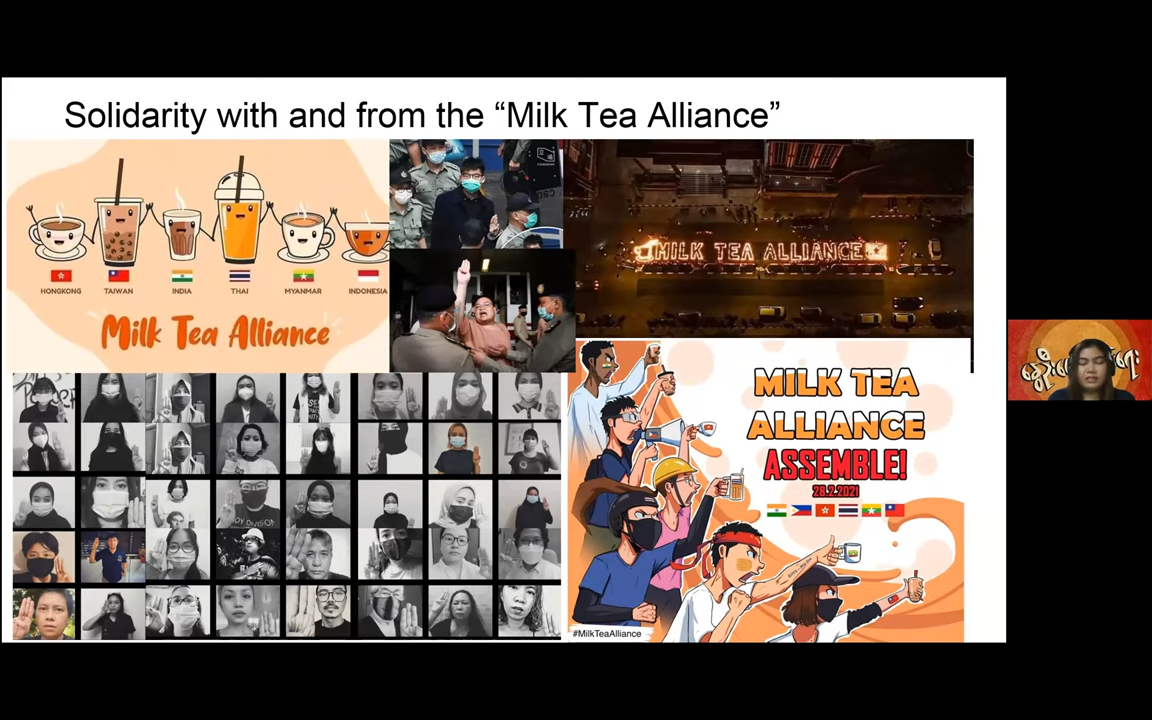 Solidarity with and from the “Milk Tea Alliance”
HONGKONG
TAIWAN
INDIA
THAI
MYANMAR
INDONESIA
Milk Tea Alliance
MILK TEA ALLIANCE
MILK TEA
ALLIANCE
ASSEMBLE!
28.2.2021
#MilkTeaAlliance